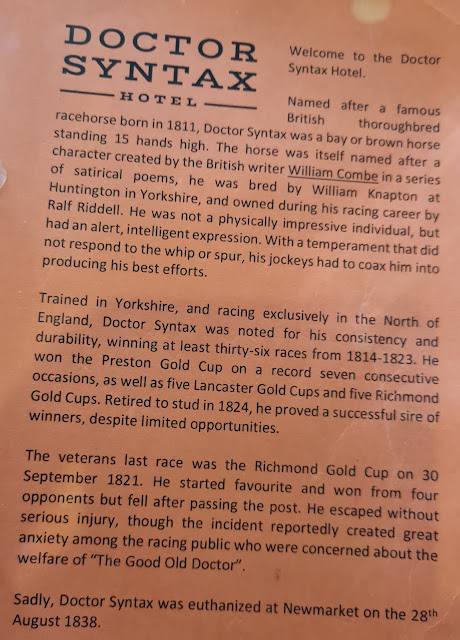 DOCTOR
SYNTAX
HOTEL
Welcome to the Doctor
Syntax Hotel.
Named after a famous
British thoroughbred
racehorse born in 1811, Doctor Syntax was a bay or brown horse
standing 15 hands high. The horse was itself named after a
character created by the British writer William Combe in a series
of satirical poems, he was bred by William Knapton at
Huntington in Yorkshire, and owned during his racing career by
Ralf Riddell. He was not a physically impressive individual, but
had an alert, intelligent expression. With a temperament that did
not respond to the whip or spur, his jockeys had to coax him into
producing his best efforts.
Trained in Yorkshire, and racing exclusively in the North of
England, Doctor Syntax was noted for his consistency and
durability, winning at least thirty-six races from 1814-1823. He
won the Preston Gold Cup on a record seven consecutive
occasions, as well as five Lancaster Gold Cups and five Richmond
Gold Cups. Retired to stud in 1824, he proved a successful sire of
winners, despite limited opportunities.
The veterans last race was the Richmond Gold Cup on 30
September 1821. He started favourite and won from four
opponents but fell after passing the post. He escaped without
serious injury, though the incident reportedly created great
anxiety among the racing public who were concerned about the
welfare of "The Good Old Doctor".
Sadly, Doctor Syntax was euthanized at Newmarket on the 28th
August 1838.